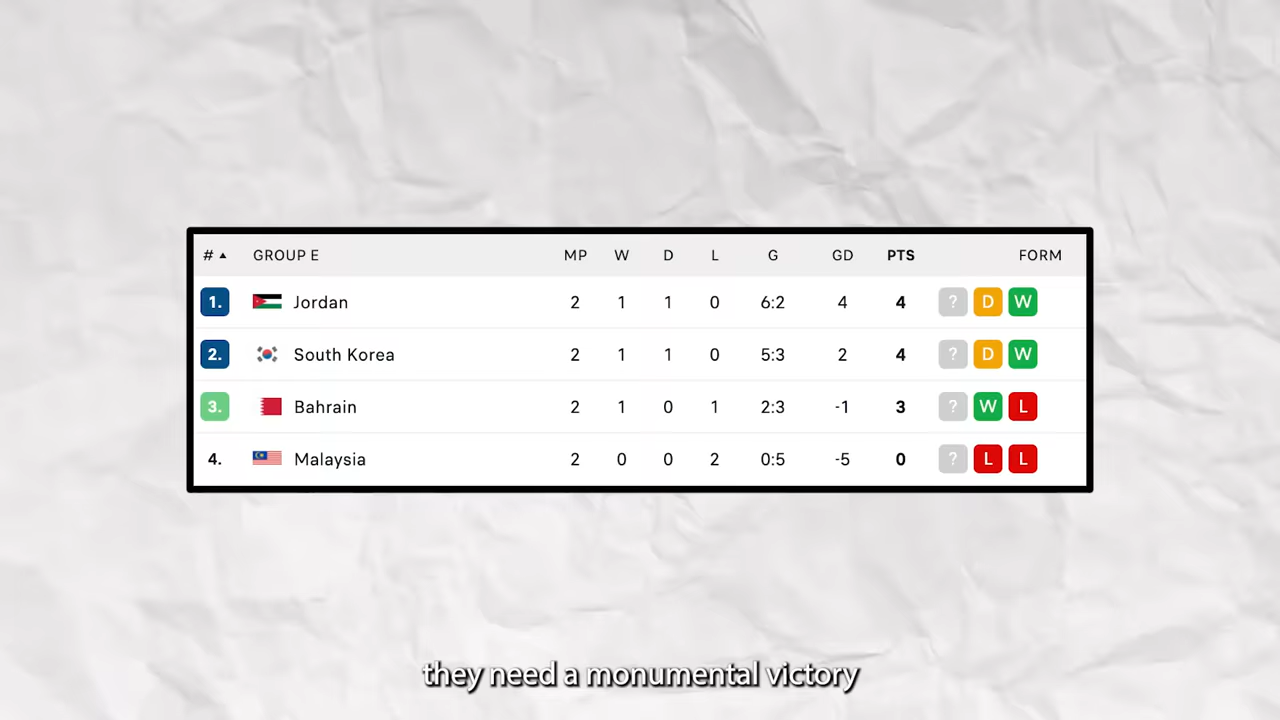 # GROUP E MP W D L G GD PTS FORM
1. Jordan 2 1 1 0 6:2 4 4 ? D W
2. South Korea 2 1 1 0 5:3 2 4 ? D W
3. Bahrain 2 1 0 1 2:3 -1 3 ? W L
4. Malaysia 2 0 0 2 0:5 -5 0 ? L L
they need a monumental victory